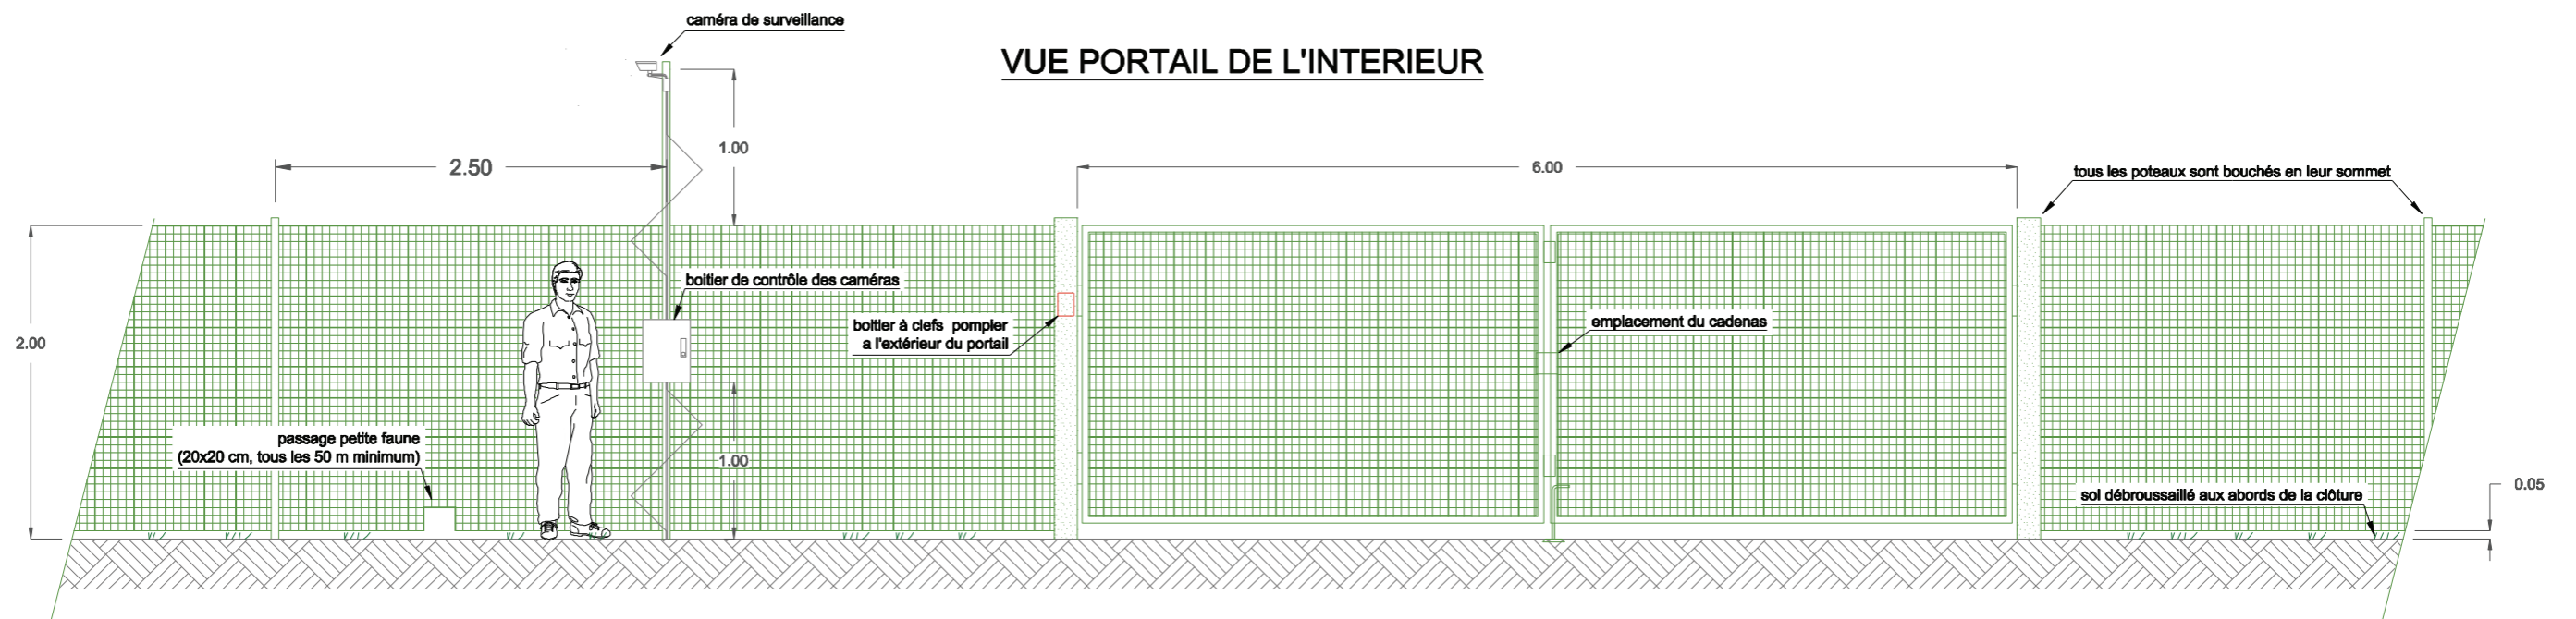 caméra de surveillance
VUE PORTAIL DE L'INTERIEUR
1.00
2.50
6.00
tous les poteaux sont bouchés en leur sommet
boitier de contrôle des caméras
boitier à clefs pompier
a l'extérieur du portail
emplacement du cadenas
2.00
passage petite faune
(20x20 cm, tous les 50 m minimum)
1.00
sol débroussaillé aux abords de la clôture
0.05